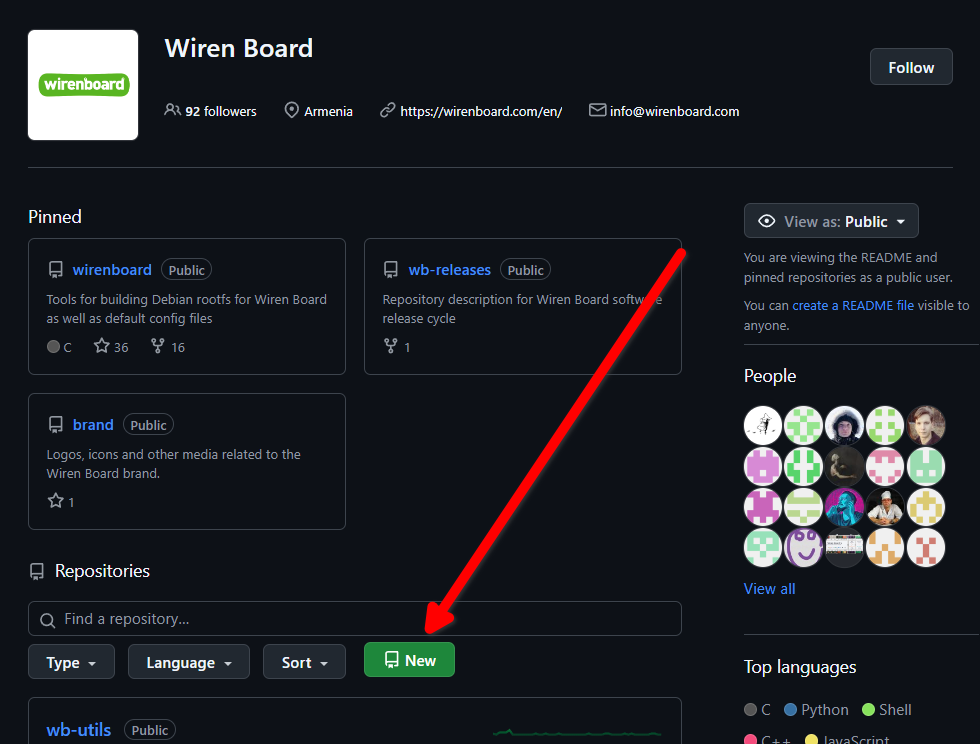 Wiren Board
wirenboard
Follow
92 followers
Armenia
https://wirenboard.com/en/
info@wirenboard.com
Pinned
wirenboard Public
Tools for building Debian rootfs for Wiren Board
as well as default config files
C 36 16
wb-releases Public
Repository description for Wiren Board software
release cycle
1
brand Public
Logos, icons and other media related to the
Wiren Board brand.
1
Repositories
Find a repository...
Type
Language
Sort
New
wb-utils Public
View as: Public
You are viewing the README and
pinned repositories as a public user.
You can create a README file visible to
anyone.
People
View all
Top languages
C Python Shell
C++ JavaScript